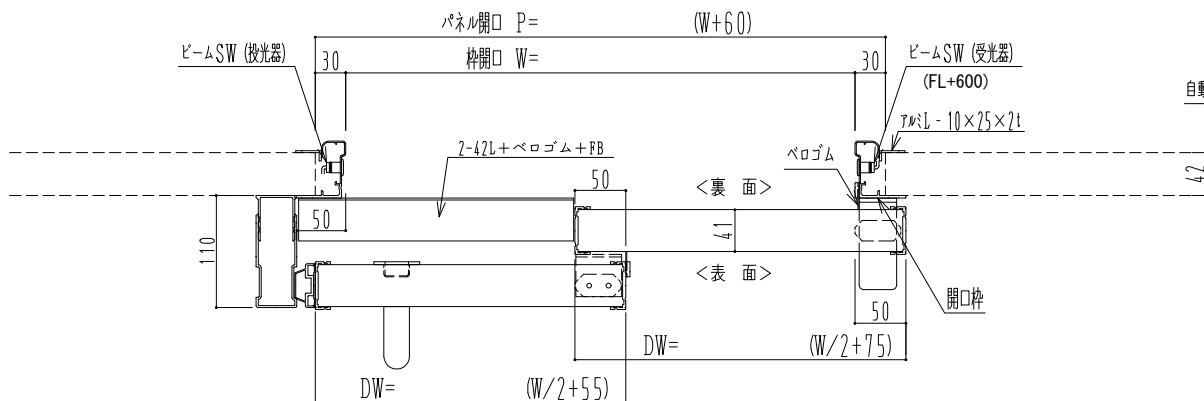 パネル開口 P= (W+60)
ビームSW (投光器)
30
枠開口 W=
30
ビームSW (受光器)
(FL+600)
自動
アルミL - 10×25×2t
2-42L+ベロゴム+FB
ベロゴム
50
<裏 面>
42
50
41
110
<表 面>
開口枠
50
DW= (W/2+75)
DW= (W/2+55)